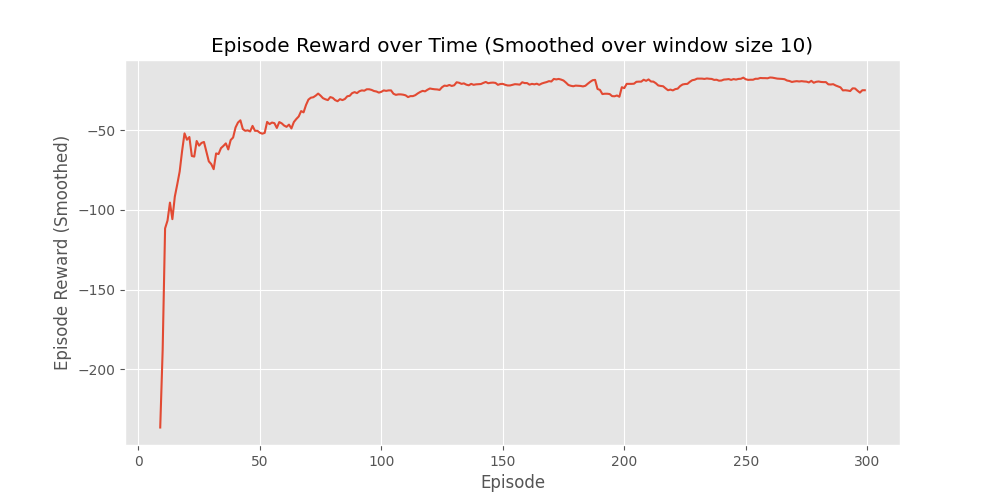 Episode Reward over Time (Smoothed over window size 10)
Episode Reward (Smoothed)
−50
−100
−150
−200
0 50 100 150 200 250 300
Episode